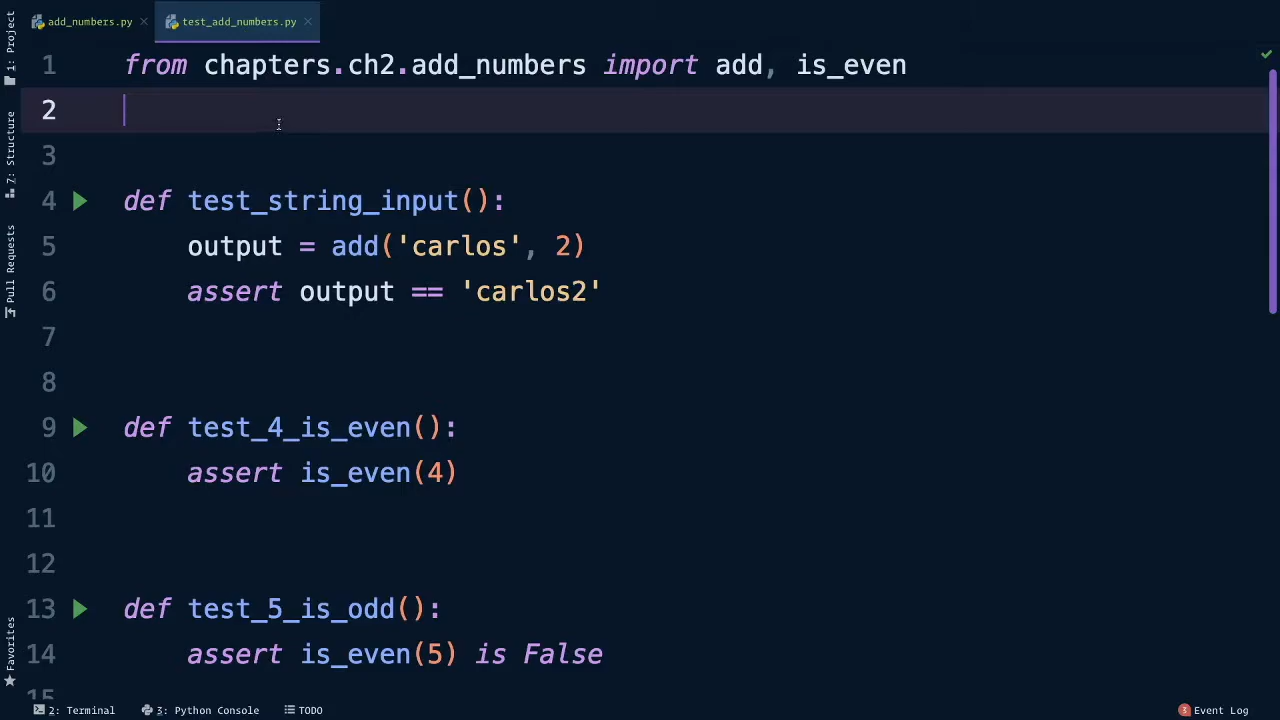 add_numbers.py
test_add_numbers.py
1: Project
7: Structure
Pull Requests
Favorites
1 from chapters.ch2.add_numbers import add, is_even
2
3
4 def test_string_input():
5 output = add('carlos', 2)
6 assert output == 'carlos2'
7
8
9 def test_4_is_even():
10 assert is_even(4)
11
12
13 def test_5_is_odd():
14 assert is_even(5) is False
15
2: Terminal 3: Python Console TODO 3 Event Log